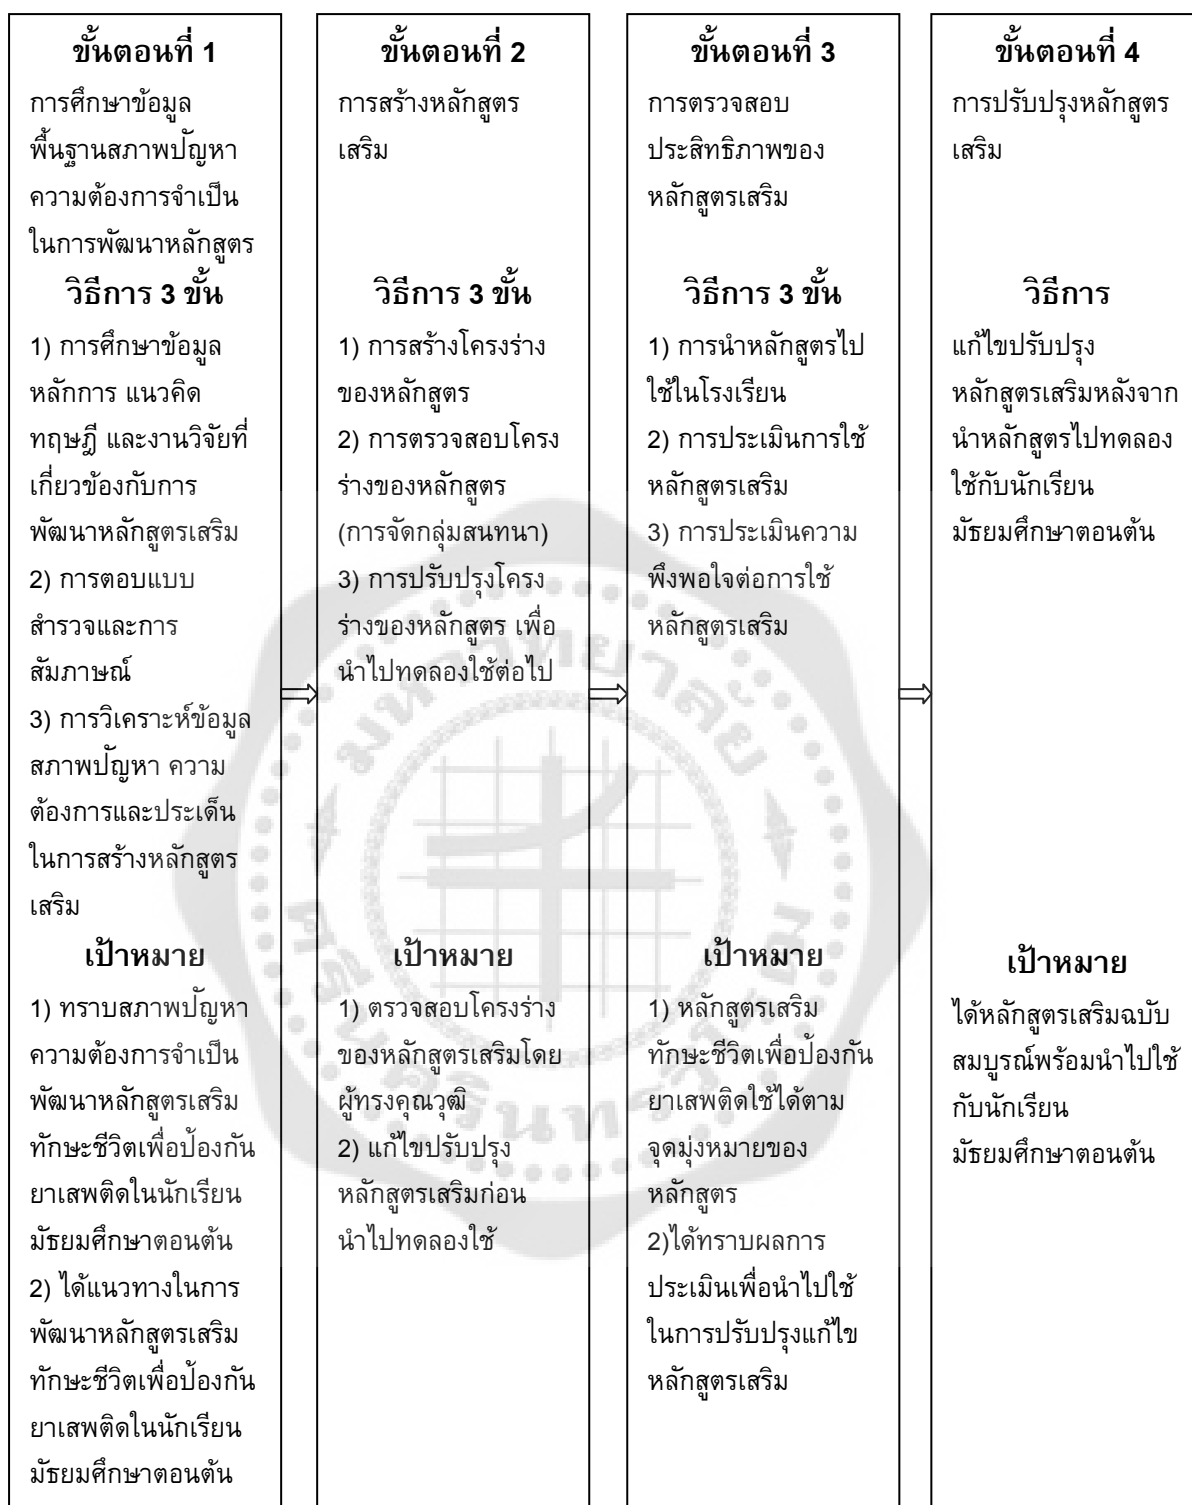 ขั้นตอนที่ 1
การศึกษาข้อมูล
พื้นฐานสภาพปัญหา
ความต้องการจำเป็น
ในการพัฒนาหลักสูตร
วิธีการ 3 ขั้น
1) การศึกษาข้อมูล
หลักการ แนวคิด
ทฤษฎี และงานวิจัยที่
เกี่ยวข้องกับการ
พัฒนาหลักสูตรเสริม
2) การตอบแบบ
สำรวจและการ
สัมภาษณ์
3) การวิเคราะห์ข้อมูล
สภาพปัญหา ความ
ต้องการและประเด็น
ในการสร้างหลักสูตร
เสริม
เป้าหมาย
1) ทราบสภาพปัญหา
ความต้องการจำเป็น
พัฒนาหลักสูตรเสริม
ทักษะชีวิตเพื่อป้องกัน
ยาเสพติดในนักเรียน
มัธยมศึกษาตอนต้น
2) ได้แนวทางในการ
พัฒนาหลักสูตรเสริม
ทักษะชีวิตเพื่อป้องกัน
ยาเสพติดในนักเรียน
มัธยมศึกษาตอนต้น
ขั้นตอนที่ 2
การสร้างหลักสูตร
เสริม
วิธีการ 3 ขั้น
1) การสร้างโครงร่าง
ของหลักสูตร
2) การตรวจสอบโครง
ร่างของหลักสูตร
(การจัดกลุ่มสนทนา)
3) การปรับปรุงโครง
ร่างของหลักสูตร เพื่อ
นำไปทดลองใช้ต่อไป
เป้าหมาย
1) ตรวจสอบโครงร่าง
ของหลักสูตรเสริมโดย
ผู้ทรงคุณวุฒิ
2) แก้ไขปรับปรุง
หลักสูตรเสริมก่อน
นำไปทดลองใช้
ขั้นตอนที่ 3
การตรวจสอบ
ประสิทธิภาพของ
หลักสูตรเสริม
วิธีการ 3 ขั้น
1) การนำหลักสูตรไป
ใช้ในโรงเรียน
2) การประเมินการใช้
หลักสูตรเสริม
3) การประเมินความ
พึงพอใจต่อการใช้
หลักสูตรเสริม
เป้าหมาย
1) หลักสูตรเสริม
ทักษะชีวิตเพื่อป้องกัน
ยาเสพติดใช้ได้ตาม
จุดมุ่งหมายของ
หลักสูตร
2)ได้ทราบผลการ
ประเมินเพื่อนำไปใช้
ในการปรับปรุงแก้ไข
หลักสูตรเสริม
ขั้นตอนที่ 4
การปรับปรุงหลักสูตร
เสริม
วิธีการ
แก้ไขปรับปรุง
หลักสูตรเสริมหลังจาก
นำหลักสูตรไปทดลอง
ใช้กับนักเรียน
มัธยมศึกษาตอนต้น
เป้าหมาย
ได้หลักสูตรเสริมฉบับ
สมบูรณ์พร้อมนำไปใช้
กับนักเรียน
มัธยมศึกษาตอนต้น
มหาวิทยาลัย
ศรีนครินทรวิโรฒ